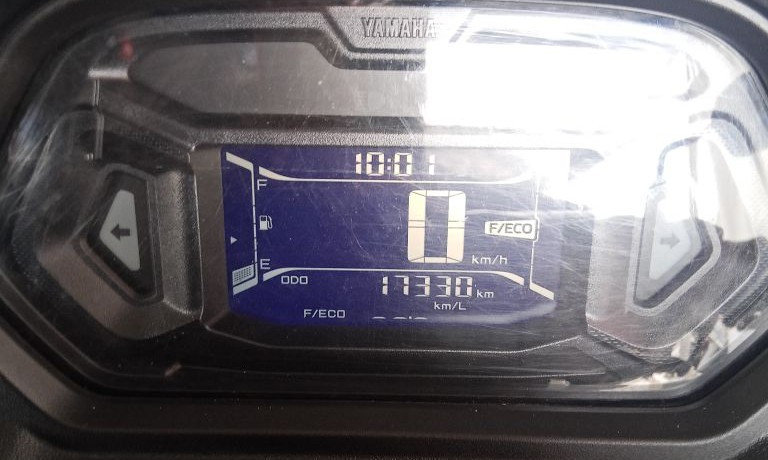 YAMAHA
10:01
F
0
F/ECO
km/h
E
ODO
17330 km
km/L
F/ECO